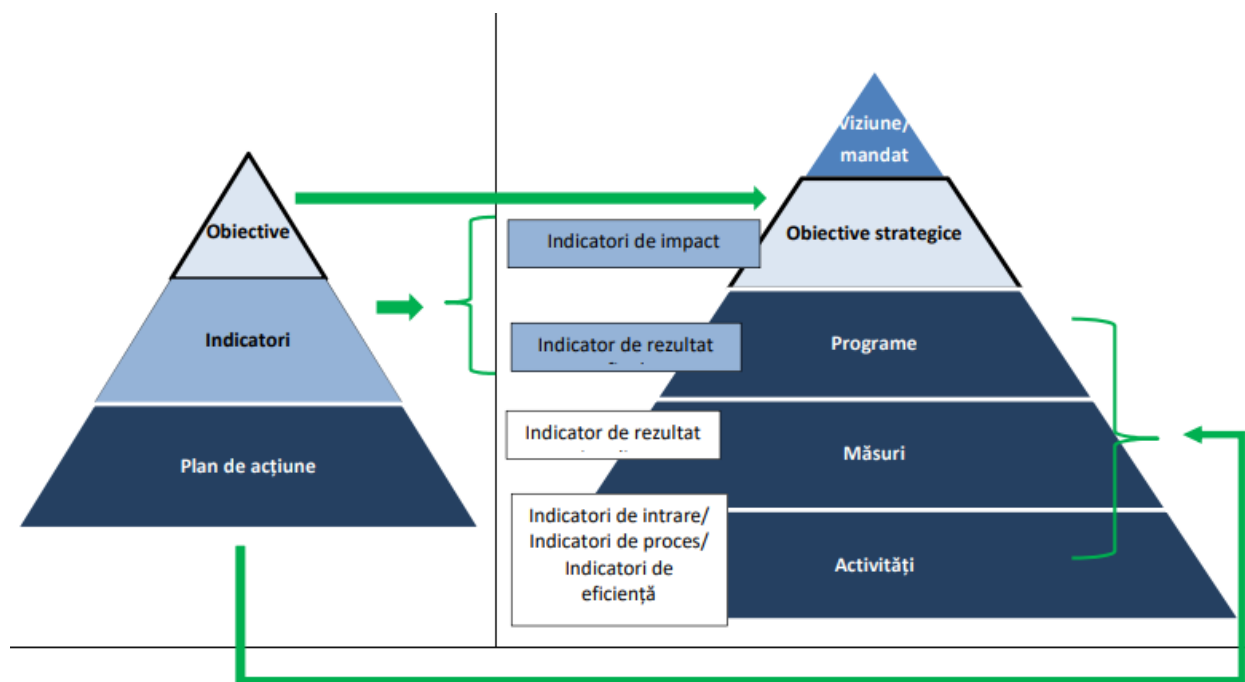 Obiective
Indicatori
Plan de acțiune
Viziune/
mandat
Obiective strategice
Programe
Măsuri
Activități
Indicatori de impact
Indicator de rezultat
Indicator de rezultat
Indicatori de intrare/
Indicatori de proces/
Indicatori de
eficiență